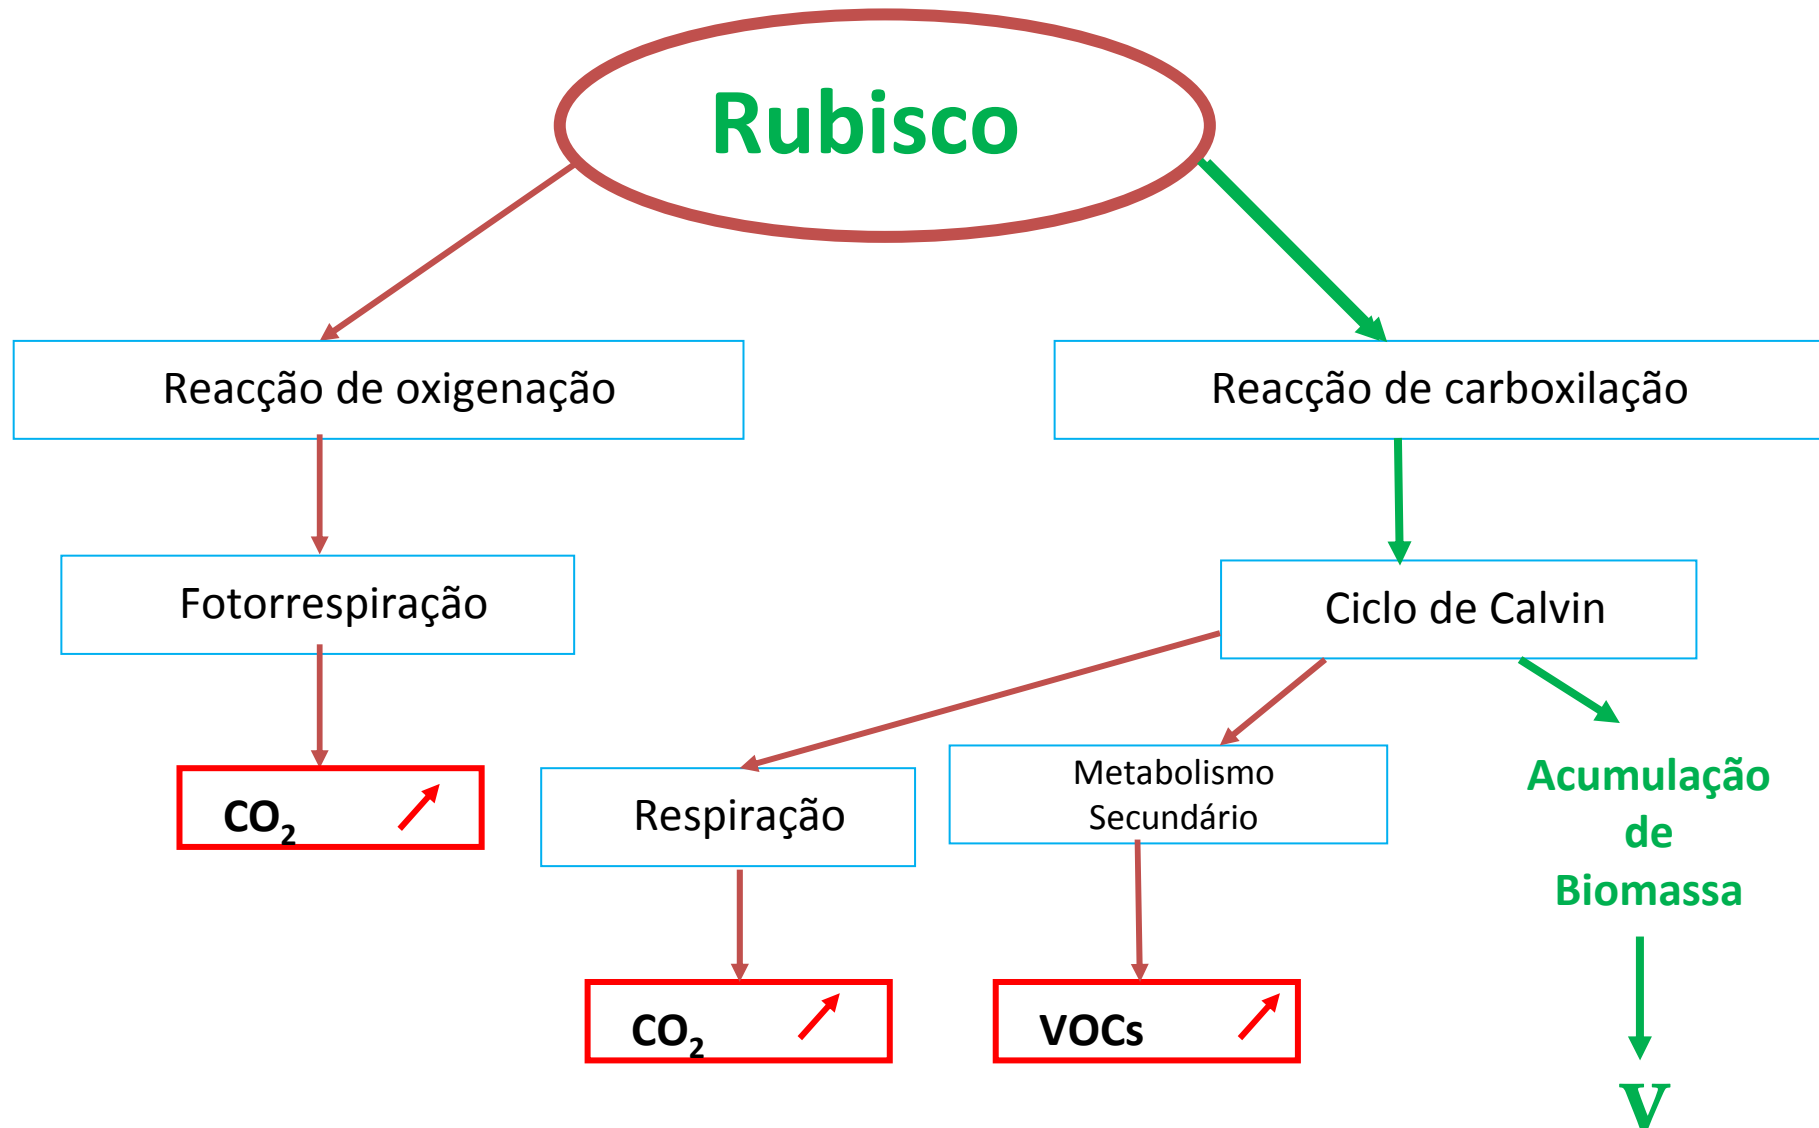 Rubisco
Reacção de oxigenação
Reacção de carboxilação
Fotorrespiração
Ciclo de Calvin
CO₂
Respiração
Metabolismo
Secundário
Acumulação
de
Biomassa
CO₂
VOCs
v